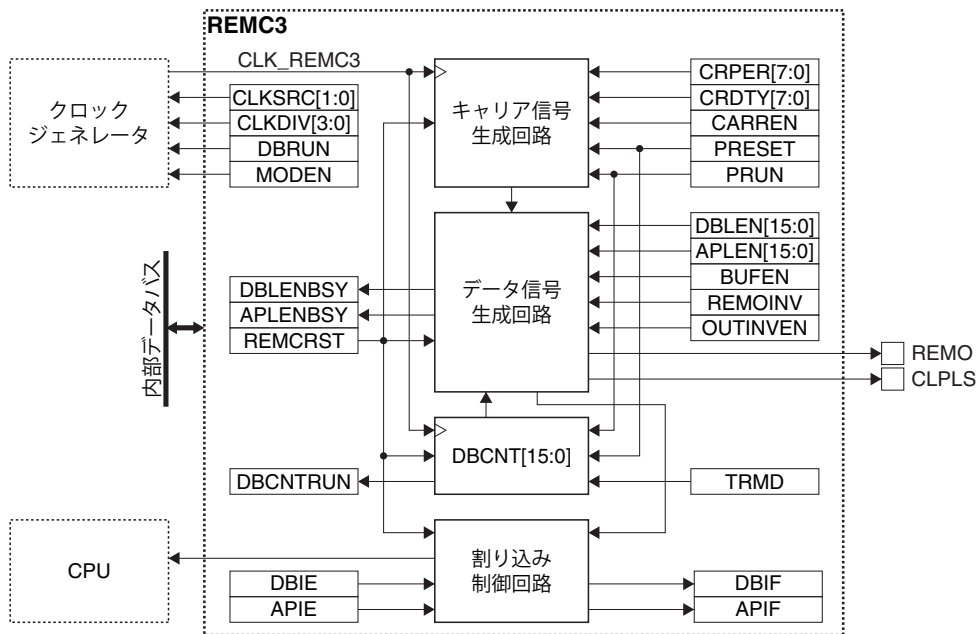 REMC3
CLK_REMC3
クロック
ジェネレータ
CLKSRC[1:0]
CLKDIV[3:0]
DBRUN
MODEN
キャリア信号
生成回路
CRPER[7:0]
CRDTY[7:0]
CARREN
PRESET
PRUN
内部データバス
DBLENBSY
APLENBSY
REMCRST
データ信号
生成回路
DBLEN[15:0]
APLEN[15:0]
BUFEN
REMOINV
OUTINVEN
REMO
CLPLS
DBCNTRUN
DBCNT[15:0]
TRMD
CPU
DBIE
APIE
割り込み
制御回路
DBIF
APIF